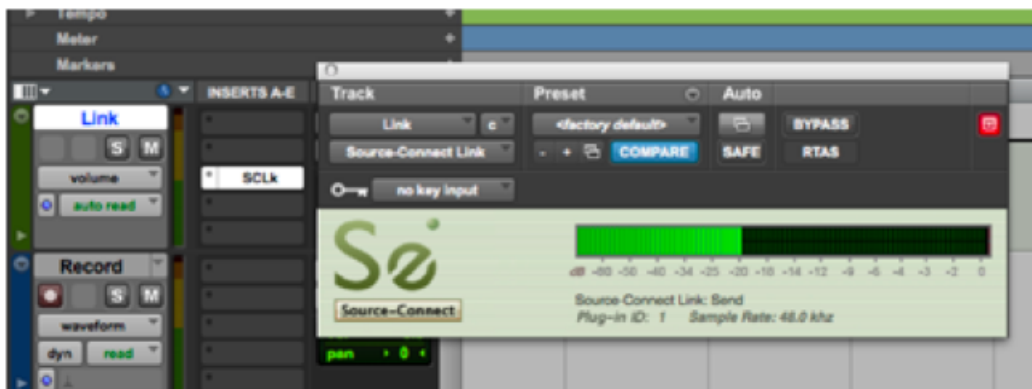 Tempo
Meter
Markers
INSERTS A-E
Track
Preset
Auto
Link
Link
c
<factory default>
BYPASS
S M
Source-Connect Link
- +
COMPARE
SAFE
RTAS
volume
SCLk
no key input
auto read
Se
dB -60 -50 -40 -34 -25 -20 -16 -14 -12 -9 -6 -4 -3 -2 0
Record
S M
Source-Connect Link: Send
Source-Connect
Plug-in ID: 1 Sample Rate: 48.0 khz
waveform
dyn
read
pan
0